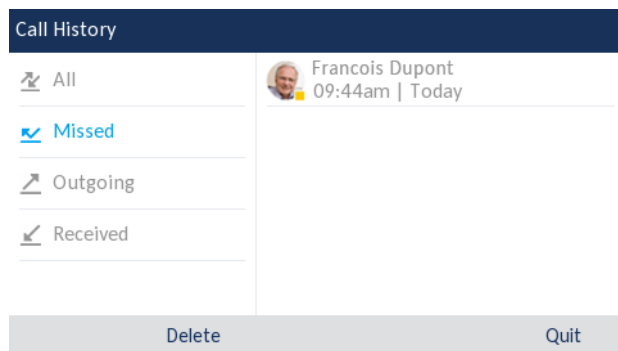 Call History
All
Missed
Outgoing
Received
Francois Dupont
09:44am | Today
Delete
Quit